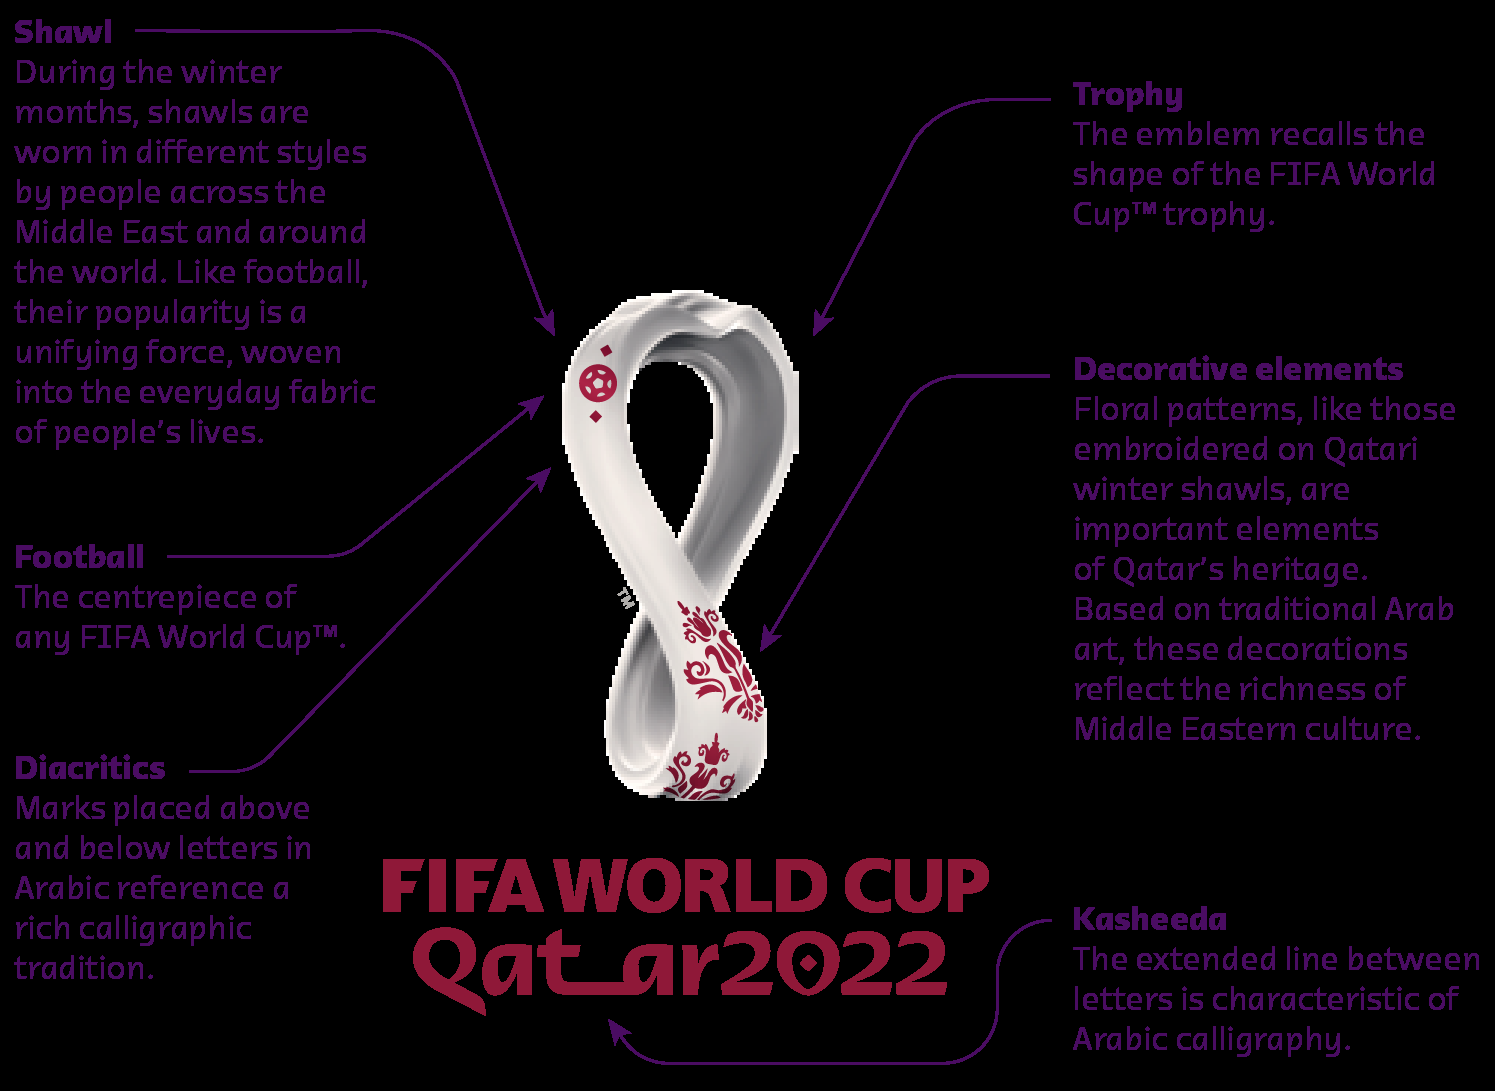 Shawl
During the winter
months, shawls are
worn in different styles
by people across the
Middle East and around
the world. Like football,
their popularity is a
unifying force, woven
into the everyday fabric
of people’s lives.
Football
The centrepiece of
any FIFA World Cup™.
Diacritics
Marks placed above
and below letters in
Arabic reference a
rich calligraphic
tradition.
Trophy
The emblem recalls the
shape of the FIFA World
Cup™ trophy.
Decorative elements
Floral patterns, like those
embroidered on Qatari
winter shawls, are
important elements
of Qatar’s heritage.
Based on traditional Arab
art, these decorations
reflect the richness of
Middle Eastern culture.
Kasheeda
The extended line between
letters is characteristic of
Arabic calligraphy.
TM
FIFA WORLD CUP
Qatar2022